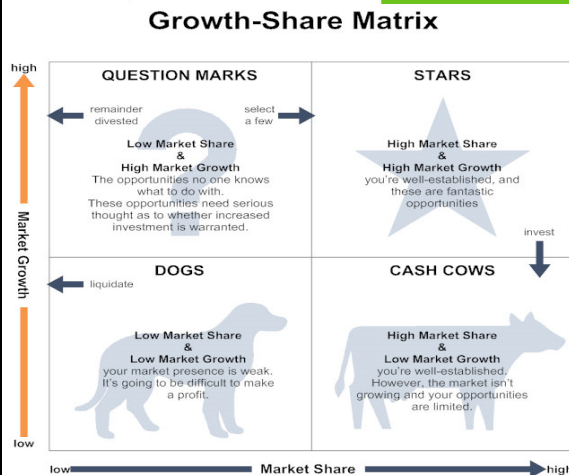 Growth-Share Matrix
high
QUESTION MARKS
remainder
divested
select
a few
Low Market Share
&
High Market Growth
The opportunities no one knows
what to do with.
These opportunities need serious
thought as to whether increased
investment is warranted.
STARS
High Market Share
&
High Market Growth
you're well-established, and
these are fantastic
opportunities
invest
Market Growth
DOGS
liquidate
Low Market Share
&
Low Market Growth
your market presence is weak.
It's going to be difficult to make
a profit.
CASH COWS
High Market Share
&
Low Market Growth
you're well-established.
However, the market isn't
growing and your opportunities
are limited.
low
low
Market Share
high